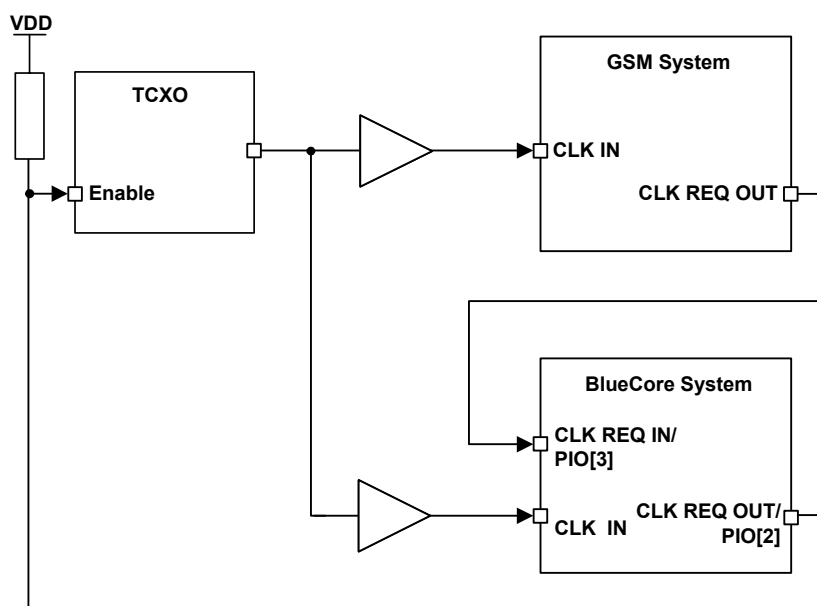 VDD
TCXO
Enable
GSM System
CLK IN
CLK REQ OUT
BlueCore System
CLK REQ IN/
PIO[3]
CLK IN
CLK REQ OUT/
PIO[2]